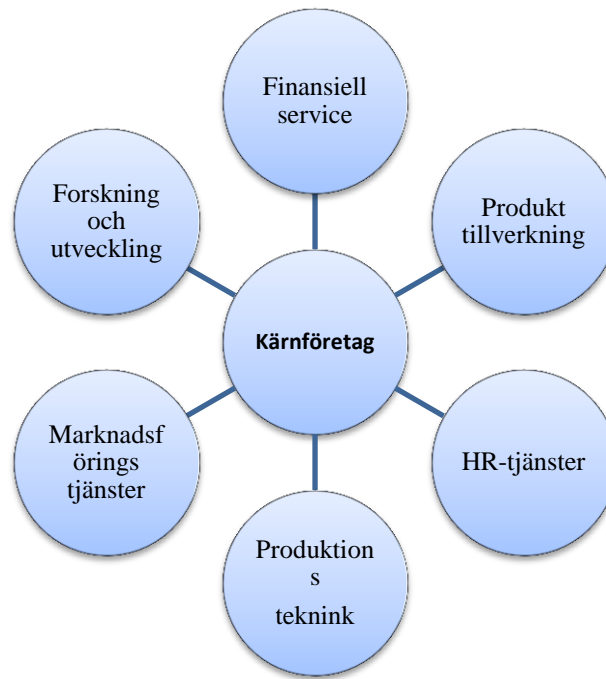 Finansiell
service
Forskning
och
utveckling
Produkt
tillverkning
Kärnföretag
Marknadsf
örings
tjänster
HR-tjänster
Produktion
s
teknink